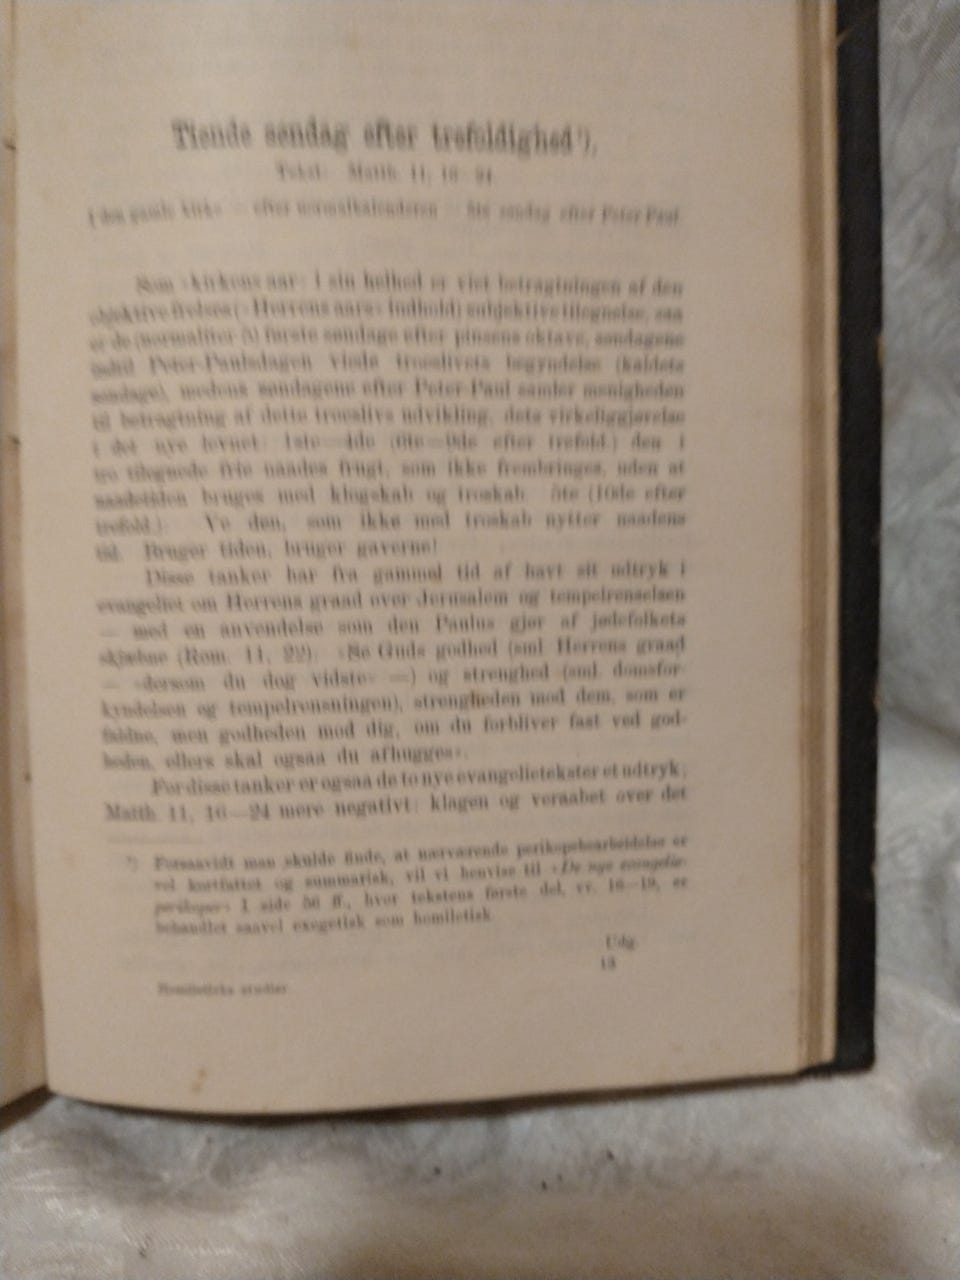 Tiende søndag efter trefoldighed*).
Tekst: Matth. 11, 16—24.
I den gamle kirke — efter normalkalenderen — 5te søndag efter Peter-Paul.
Som »kirkens aar« i sin helhed er viet betragtningen af den
objektive frelses (»Herrens aars« indhold) subjektive tilegnelse, saa
er de (normaliter 5) første søndage efter pinsens oktave, søndagene
indtil Peter-Paulsdagen viede troeslivets begyndelse (kaldets
søndage), medens søndagene efter Peter-Paul samler menigheden
til betragtning af dette troeslivs udvikling, dets virkeliggjørelse
i det nye levnet: 1ste—4de (6te—9de efter trefold.) den i
tro tilegnede frie naades frugt, som ikke frembringes, uden at
naadetiden bruges med klogskab og troskab. 5te (10de efter
trefold.): Ve den, som ikke med troskab nytter naadens
tid. Bruger tiden, bruger gaverne!
Disse tanker har fra gammel tid af havt sit udtryk i
evangeliet om Herrens graad over Jerusalem og tempelrenselsen
— med en anvendelse som den Paulus gjør af jødefolkets
skjæbne (Rom. 11, 22): »Se Guds godhed (sml. Herrens graad
— »dersom du dog vidste« —) og strenghed (sml. domsfor-
kyndelsen og tempelrensningen), strengheden mod dem, som er
faldne, men godheden mod dig, om du forbliver fast ved god-
heden, ellers skal ogsaa du afhugges«.
For disse tanker er ogsaa de to nye evangelietekster et udtryk;
Matth. 11, 16—24 mere negativt: klagen og veraabet over det
*) Forsaavidt man skulde finde, at nærværende perikopebearbeidelse er
vel kortfattet og summarisk, vil vi henvise til »De nye evangelie-
perikoper« I side 56 ff., hvor tekstens første del, vv. 16—19, er
behandlet saavel exegetisk som homiletisk.
Udg.
Homiletiske studier.
13